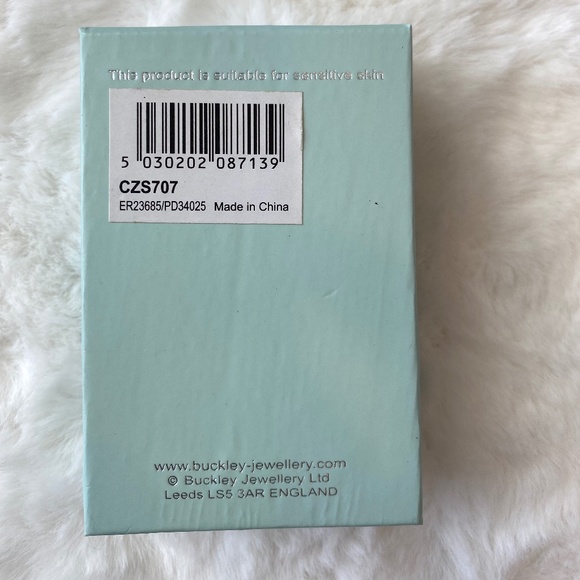 This product is suitable for sensitive skin
5 030202 087139
CZS707
ER23685/PD34025 Made in China
www.buckley-jewellery.com
© Buckley Jewellery Ltd
Leeds LS5 3AR ENGLAND